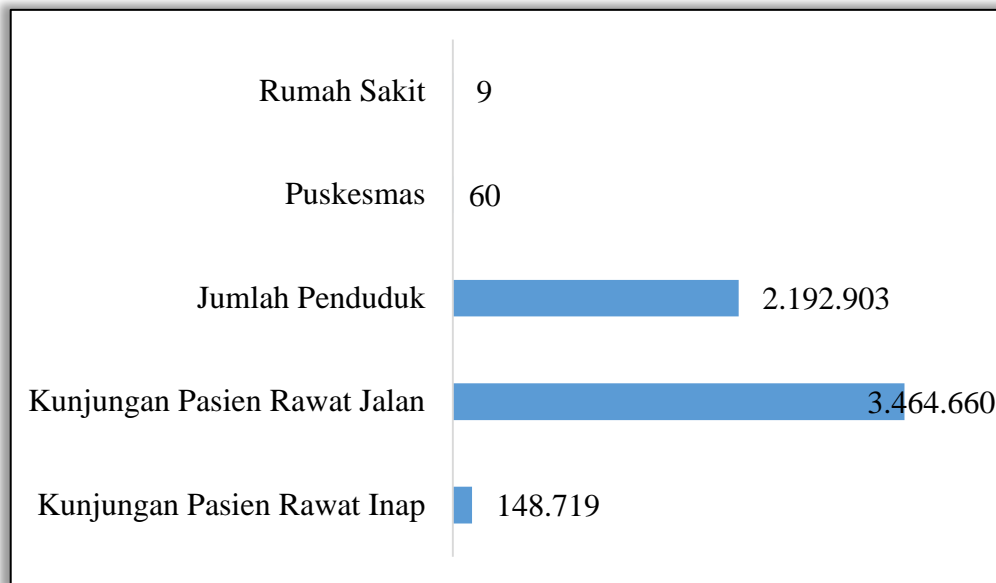 Rumah Sakit 9
Puskesmas 60
Jumlah Penduduk 2.192.903
Kunjungan Pasien Rawat Jalan 3.464.660
Kunjungan Pasien Rawat Inap 148.719